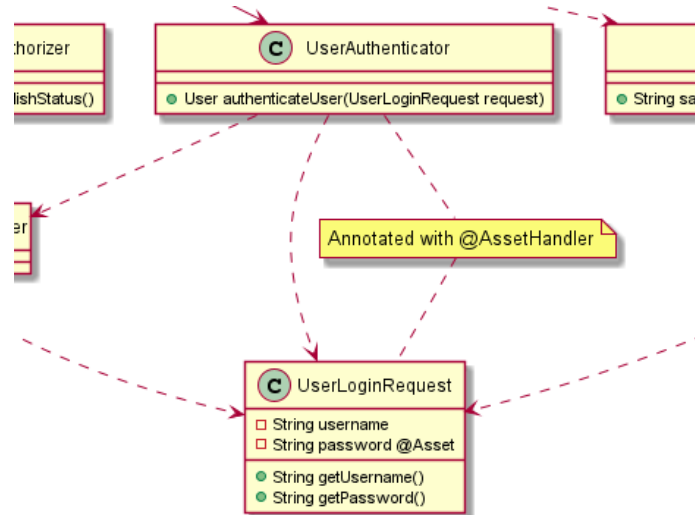 thorizer
C UserAuthenticator
lishStatus()
User authenticateUser(UserLoginRequest request)
String sa
er
Annotated with @AssetHandler
C UserLoginRequest
String username
String password @Asset
String getUsername()
String getPassword()